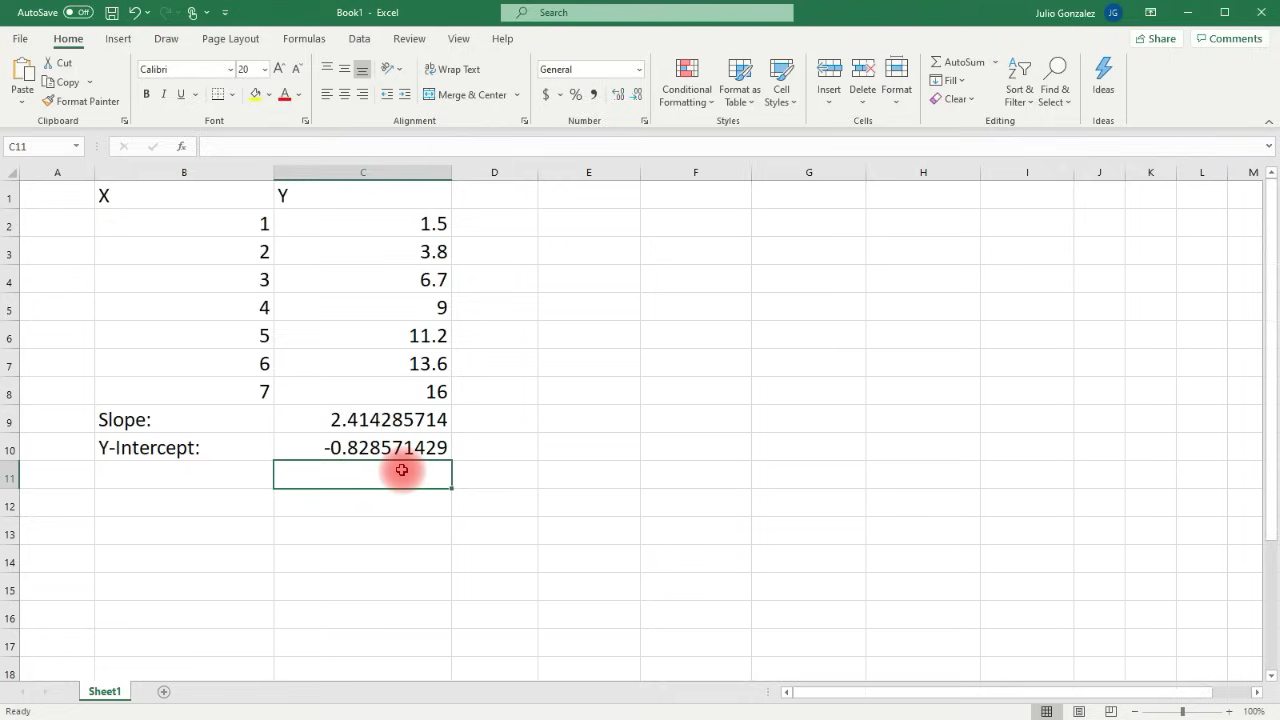 AutoSave Off Book1 - Excel Search Julio Gonzalez JG
File Home Insert Draw Page Layout Formulas Data Review View Help Share Comments
Paste Cut Calibri 20 A A Wrap Text General Conditional Formatting Format as Table Cell Styles Insert Delete Format AutoSum Sort & Filter Find & Select Ideas
Copy Fill
Format Painter B I U A Merge & Center $ % 9 Clear
Clipboard Font Alignment Number Styles Cells Editing Ideas
C11 fx
A B C D E F G H I J K L M
1 X Y
2 1 1.5
3 2 3.8
4 3 6.7
5 4 9
6 5 11.2
7 6 13.6
8 7 16
9 Slope: 2.414285714
10 Y-Intercept: -0.828571429
11
12
13
14
15
16
17
18
Sheet1
Ready 100%